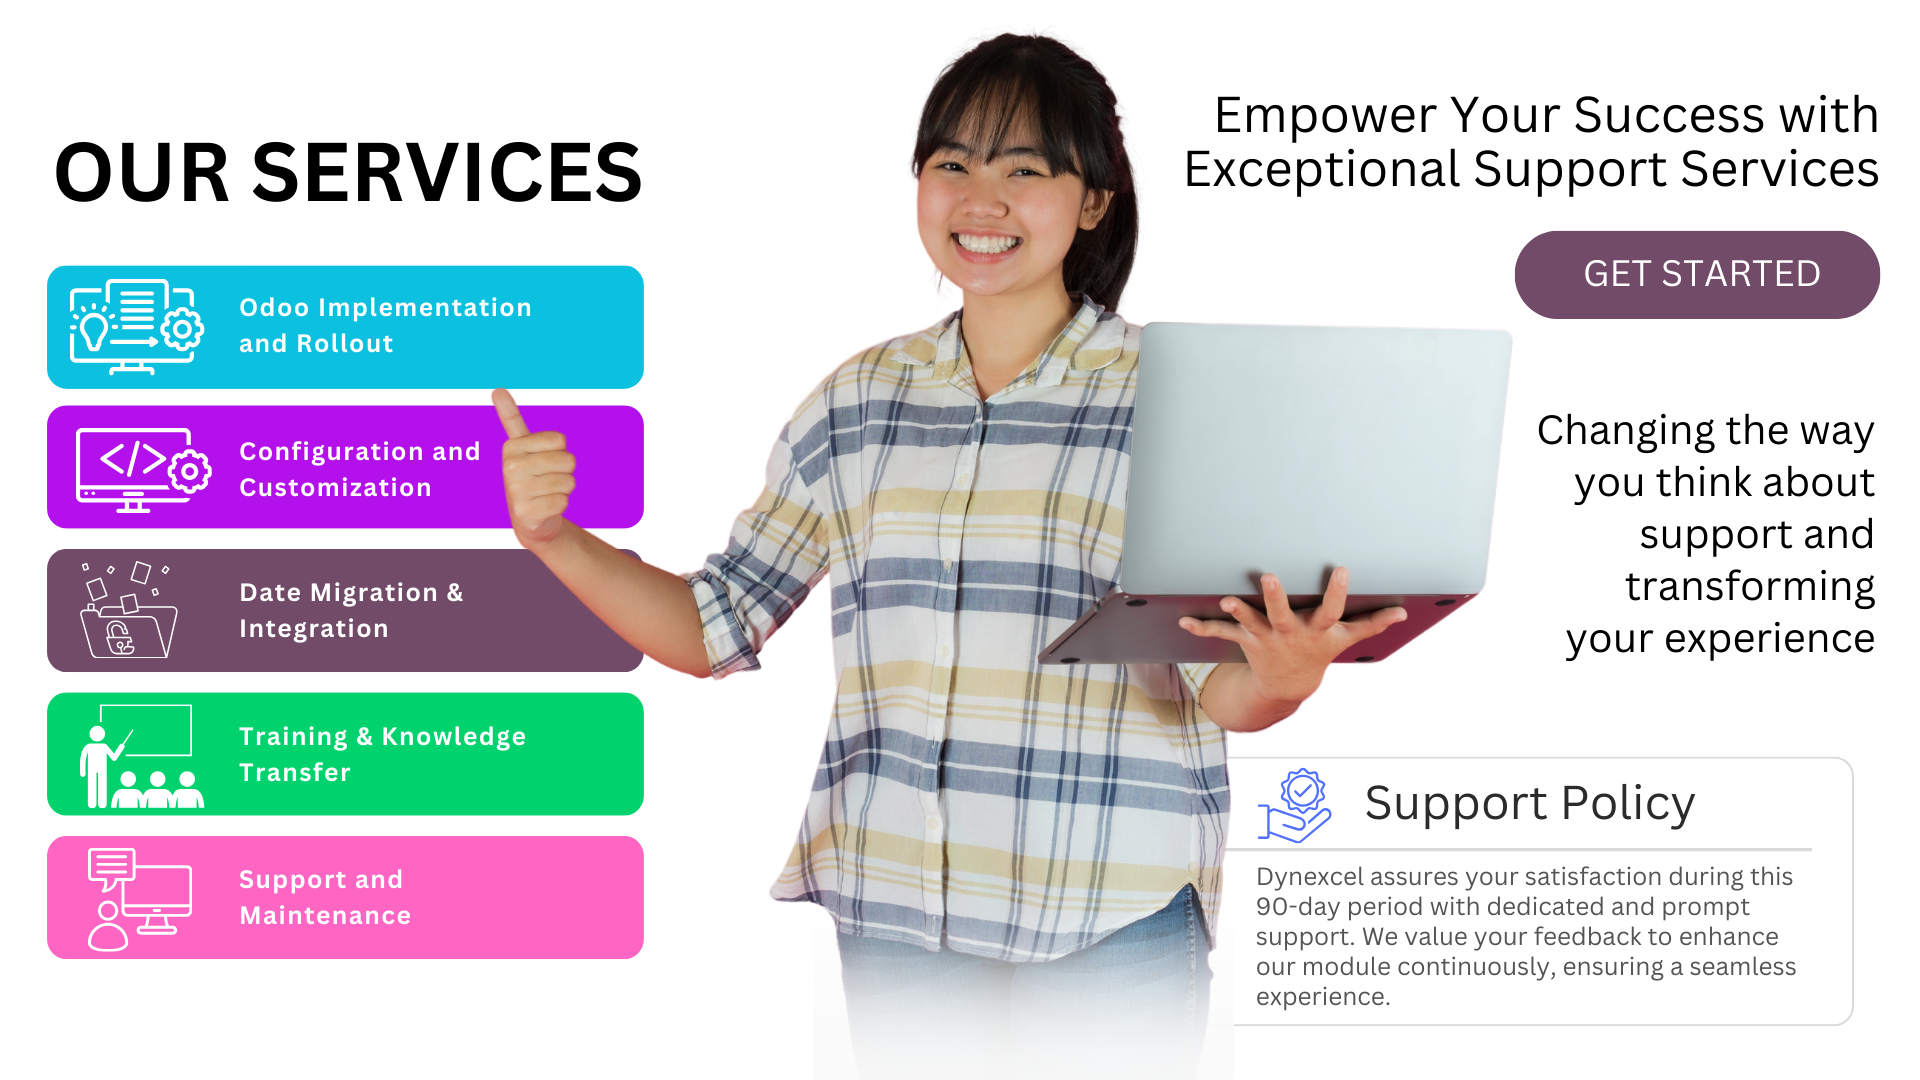 OUR SERVICES
Odoo Implementation
and Rollout
</>
Configuration and
Customization
Date Migration &
Integration
Training & Knowledge
Transfer
Support and
Maintenance
Empower Your Success with
Exceptional Support Services
GET STARTED
Changing the way
you think about
support and
transforming
your experience
Support Policy
Dynexcel assures your satisfaction during this
90-day period with dedicated and prompt
support. We value your feedback to enhance
our module continuously, ensuring a seamless
experience.